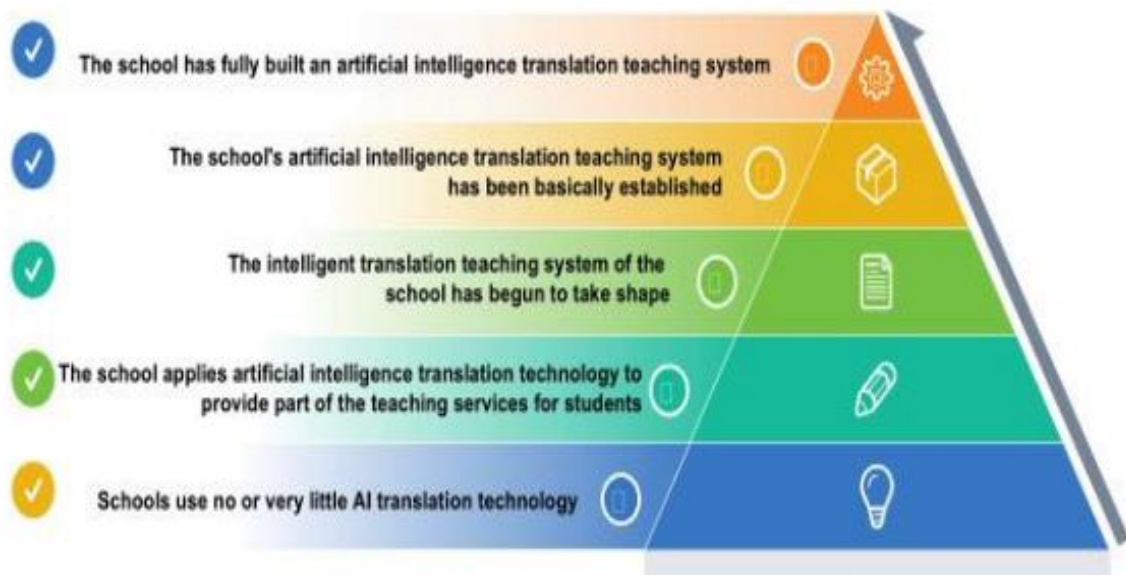 The school has fully built an artificial intelligence translation teaching system
The school's artificial intelligence translation teaching system
has been basically established
The intelligent translation teaching system of the
school has begun to take shape
The school applies artificial intelligence translation technology to
provide part of the teaching services for students
Schools use no or very little AI translation technology